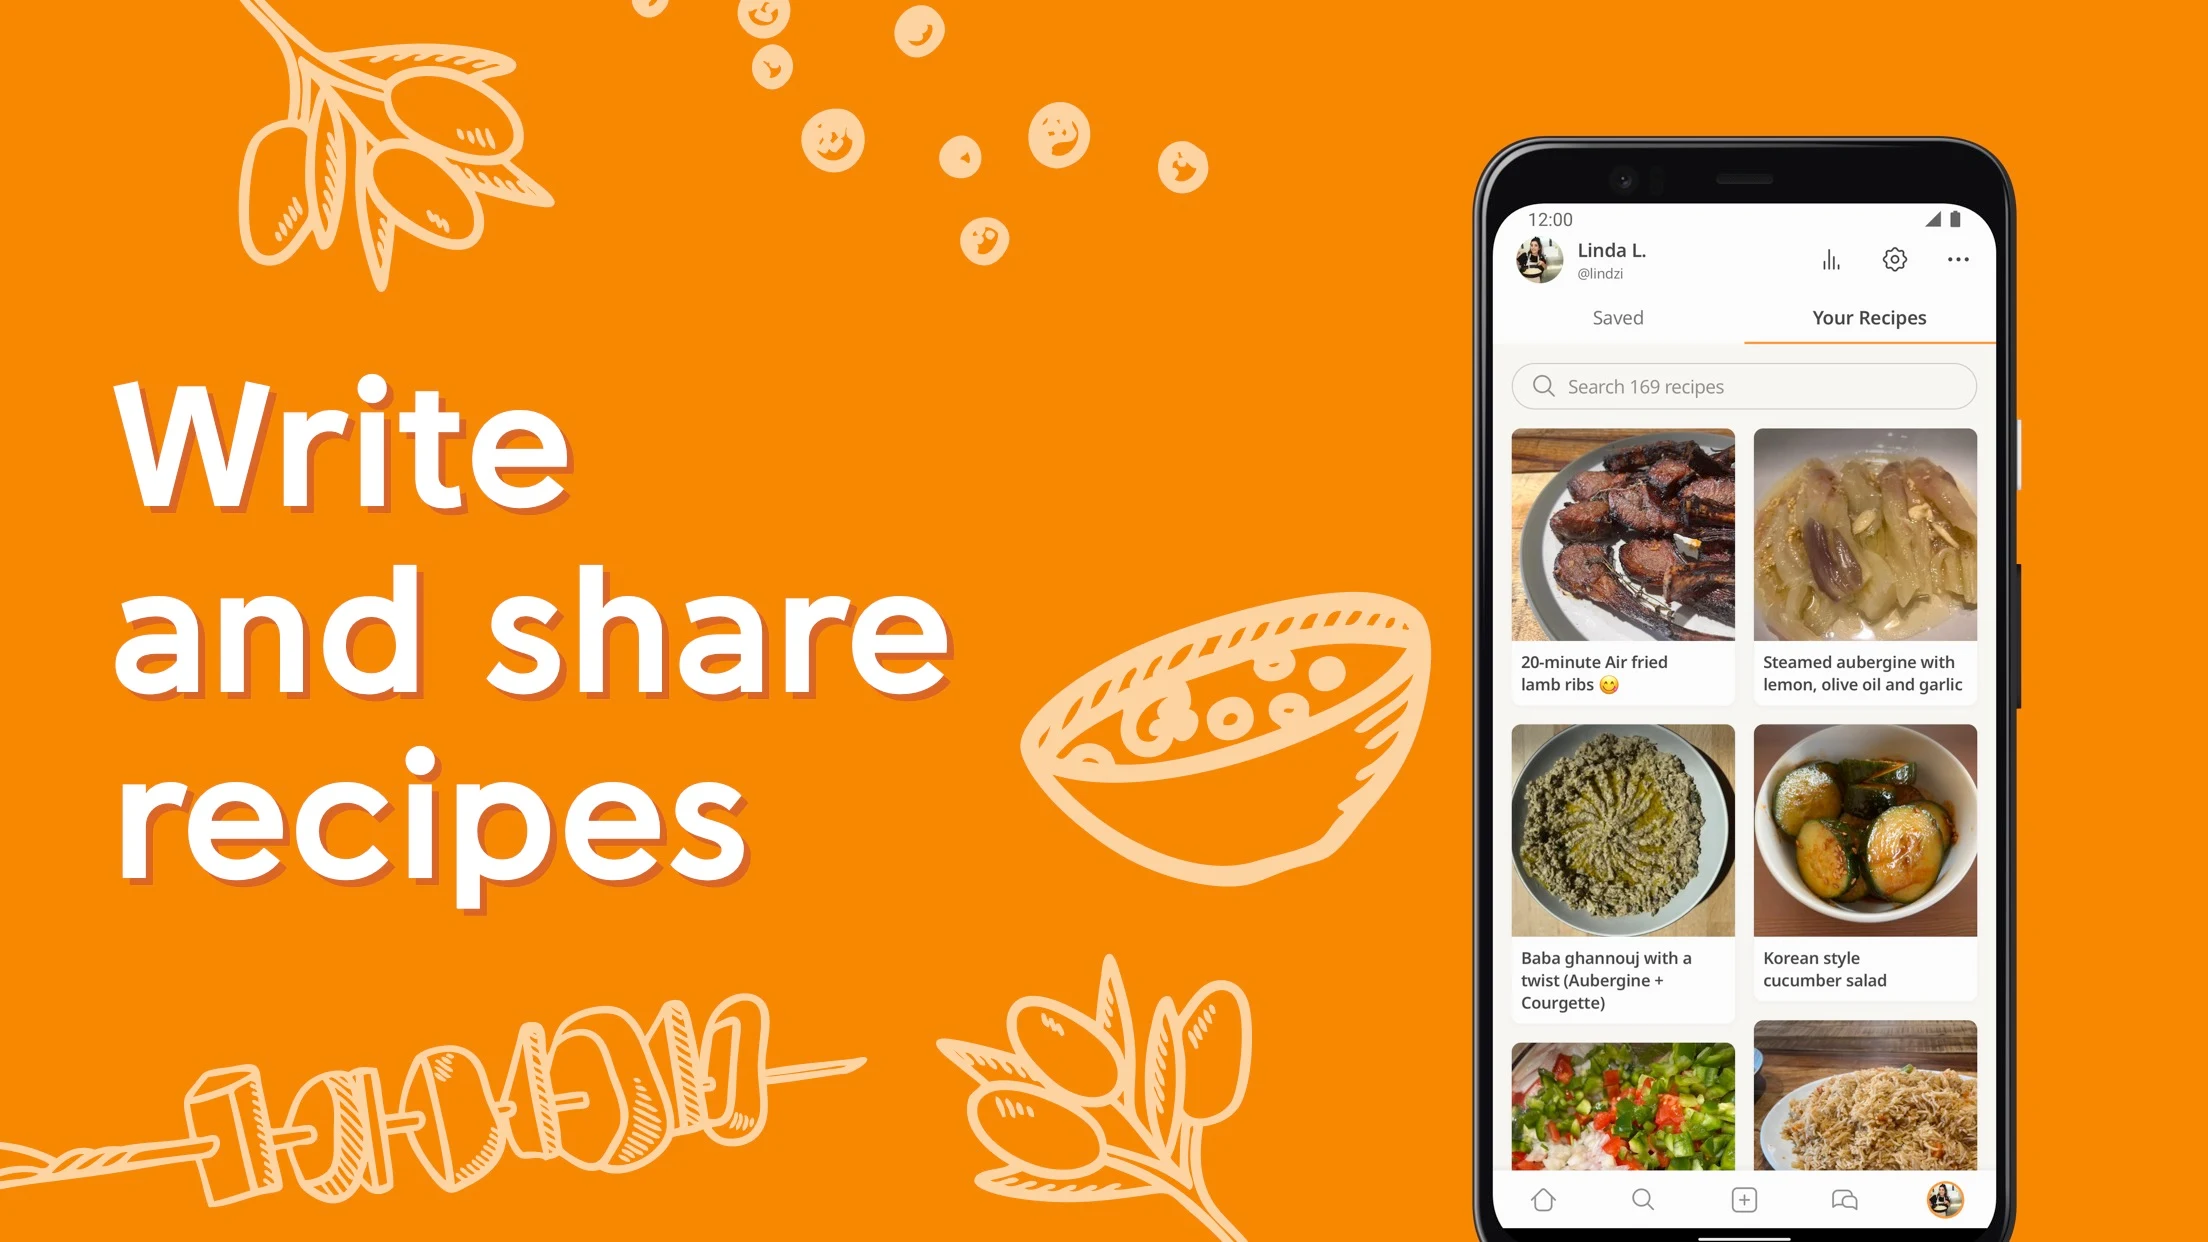 Write
and share
recipes
12:00
Linda L.
@lindzi
Saved
Your Recipes
Search 169 recipes
20-minute Air fried
lamb ribs 😋
Steamed aubergine with
lemon, olive oil and garlic
Baba ghannouj with a
twist (Aubergine +
Courgette)
Korean style
cucumber salad